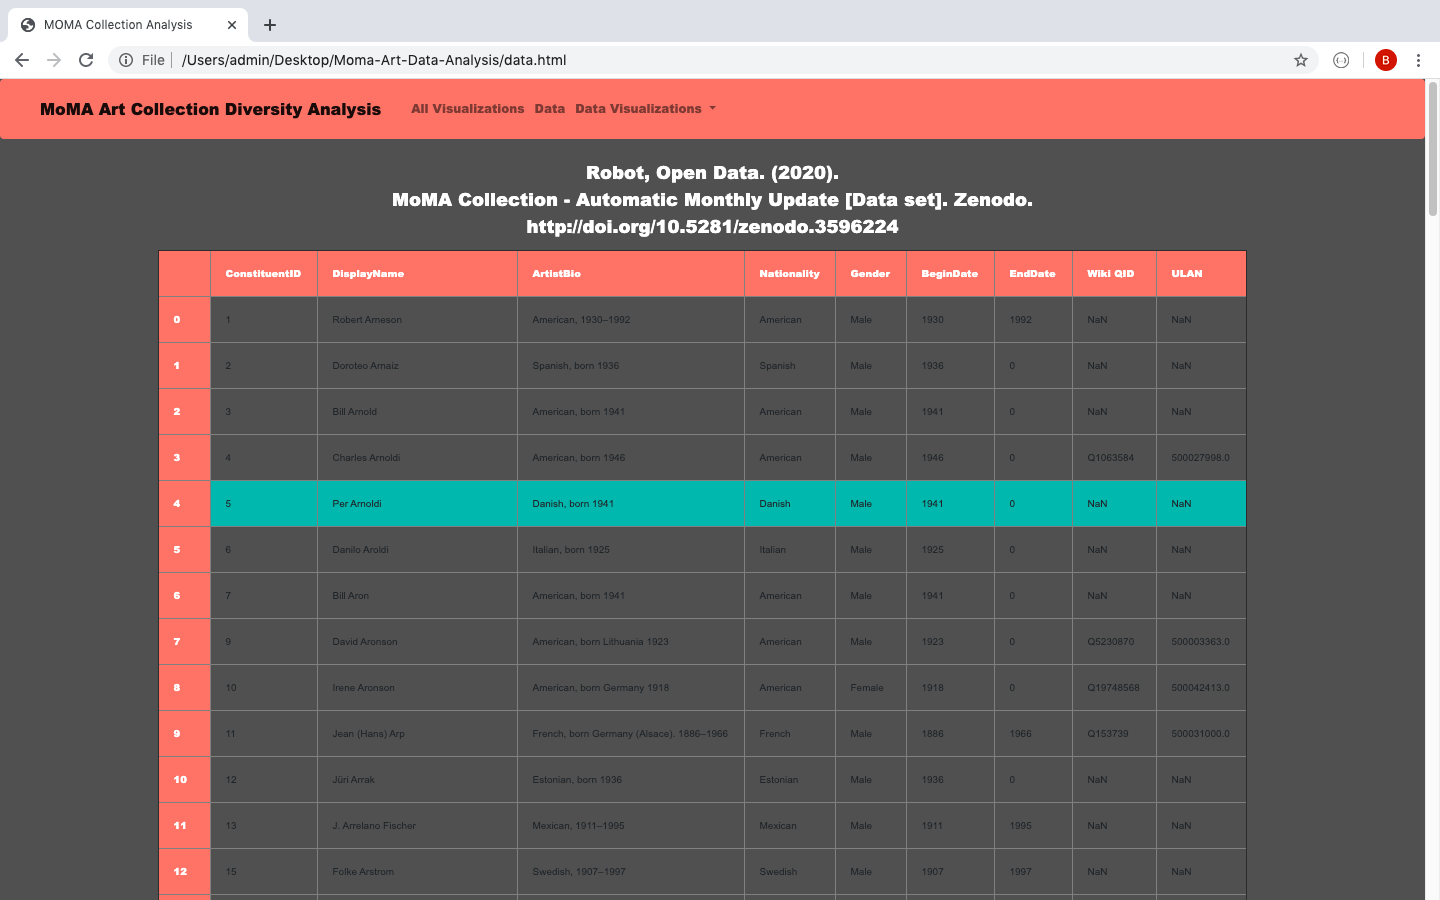 MOMA Collection Analysis
File /Users/admin/Desktop/Moma-Art-Data-Analysis/data.html B
MoMA Art Collection Diversity Analysis All Visualizations Data Data Visualizations
Robot, Open Data. (2020).
MoMA Collection - Automatic Monthly Update [Data set]. Zenodo.
http://doi.org/10.5281/zenodo.3596224
ConstituentID DisplayName ArtistBio Nationality Gender BeginDate EndDate Wiki QID ULAN
0 1 Robert Arneson American, 1930–1992 American Male 1930 1992 NaN NaN
1 2 Doroteo Arnaiz Spanish, born 1936 Spanish Male 1936 0 NaN NaN
2 3 Bill Arnold American, born 1941 American Male 1941 0 NaN NaN
3 4 Charles Arnoldi American, born 1946 American Male 1946 0 Q1063584 500027998.0
4 5 Per Arnoldi Danish, born 1941 Danish Male 1941 0 NaN NaN
5 6 Danilo Aroldi Italian, born 1925 Italian Male 1925 0 NaN NaN
6 7 Bill Aron American, born 1941 American Male 1941 0 NaN NaN
7 9 David Aronson American, born Lithuania 1923 American Male 1923 0 Q5230870 500003363.0
8 10 Irene Aronson American, born Germany 1918 American Female 1918 0 Q19748568 500042413.0
9 11 Jean (Hans) Arp French, born Germany (Alsace). 1886–1966 French Male 1886 1966 Q153739 500031000.0
10 12 Jüri Arrak Estonian, born 1936 Estonian Male 1936 0 NaN NaN
11 13 J. Arrelano Fischer Mexican, 1911–1995 Mexican Male 1911 1995 NaN NaN
12 15 Folke Arstrom Swedish, 1907–1997 Swedish Male 1907 1997 NaN NaN